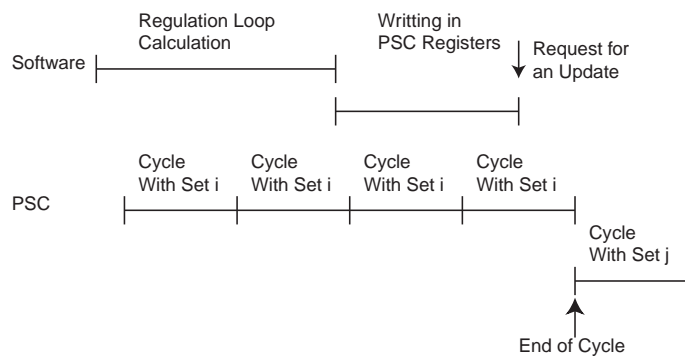 Regulation Loop
Calculation
Writting in
PSC Registers
Software
Request for
an Update
Cycle
With Set i
Cycle
With Set i
Cycle
With Set i
Cycle
With Set i
PSC
Cycle
With Set j
End of Cycle